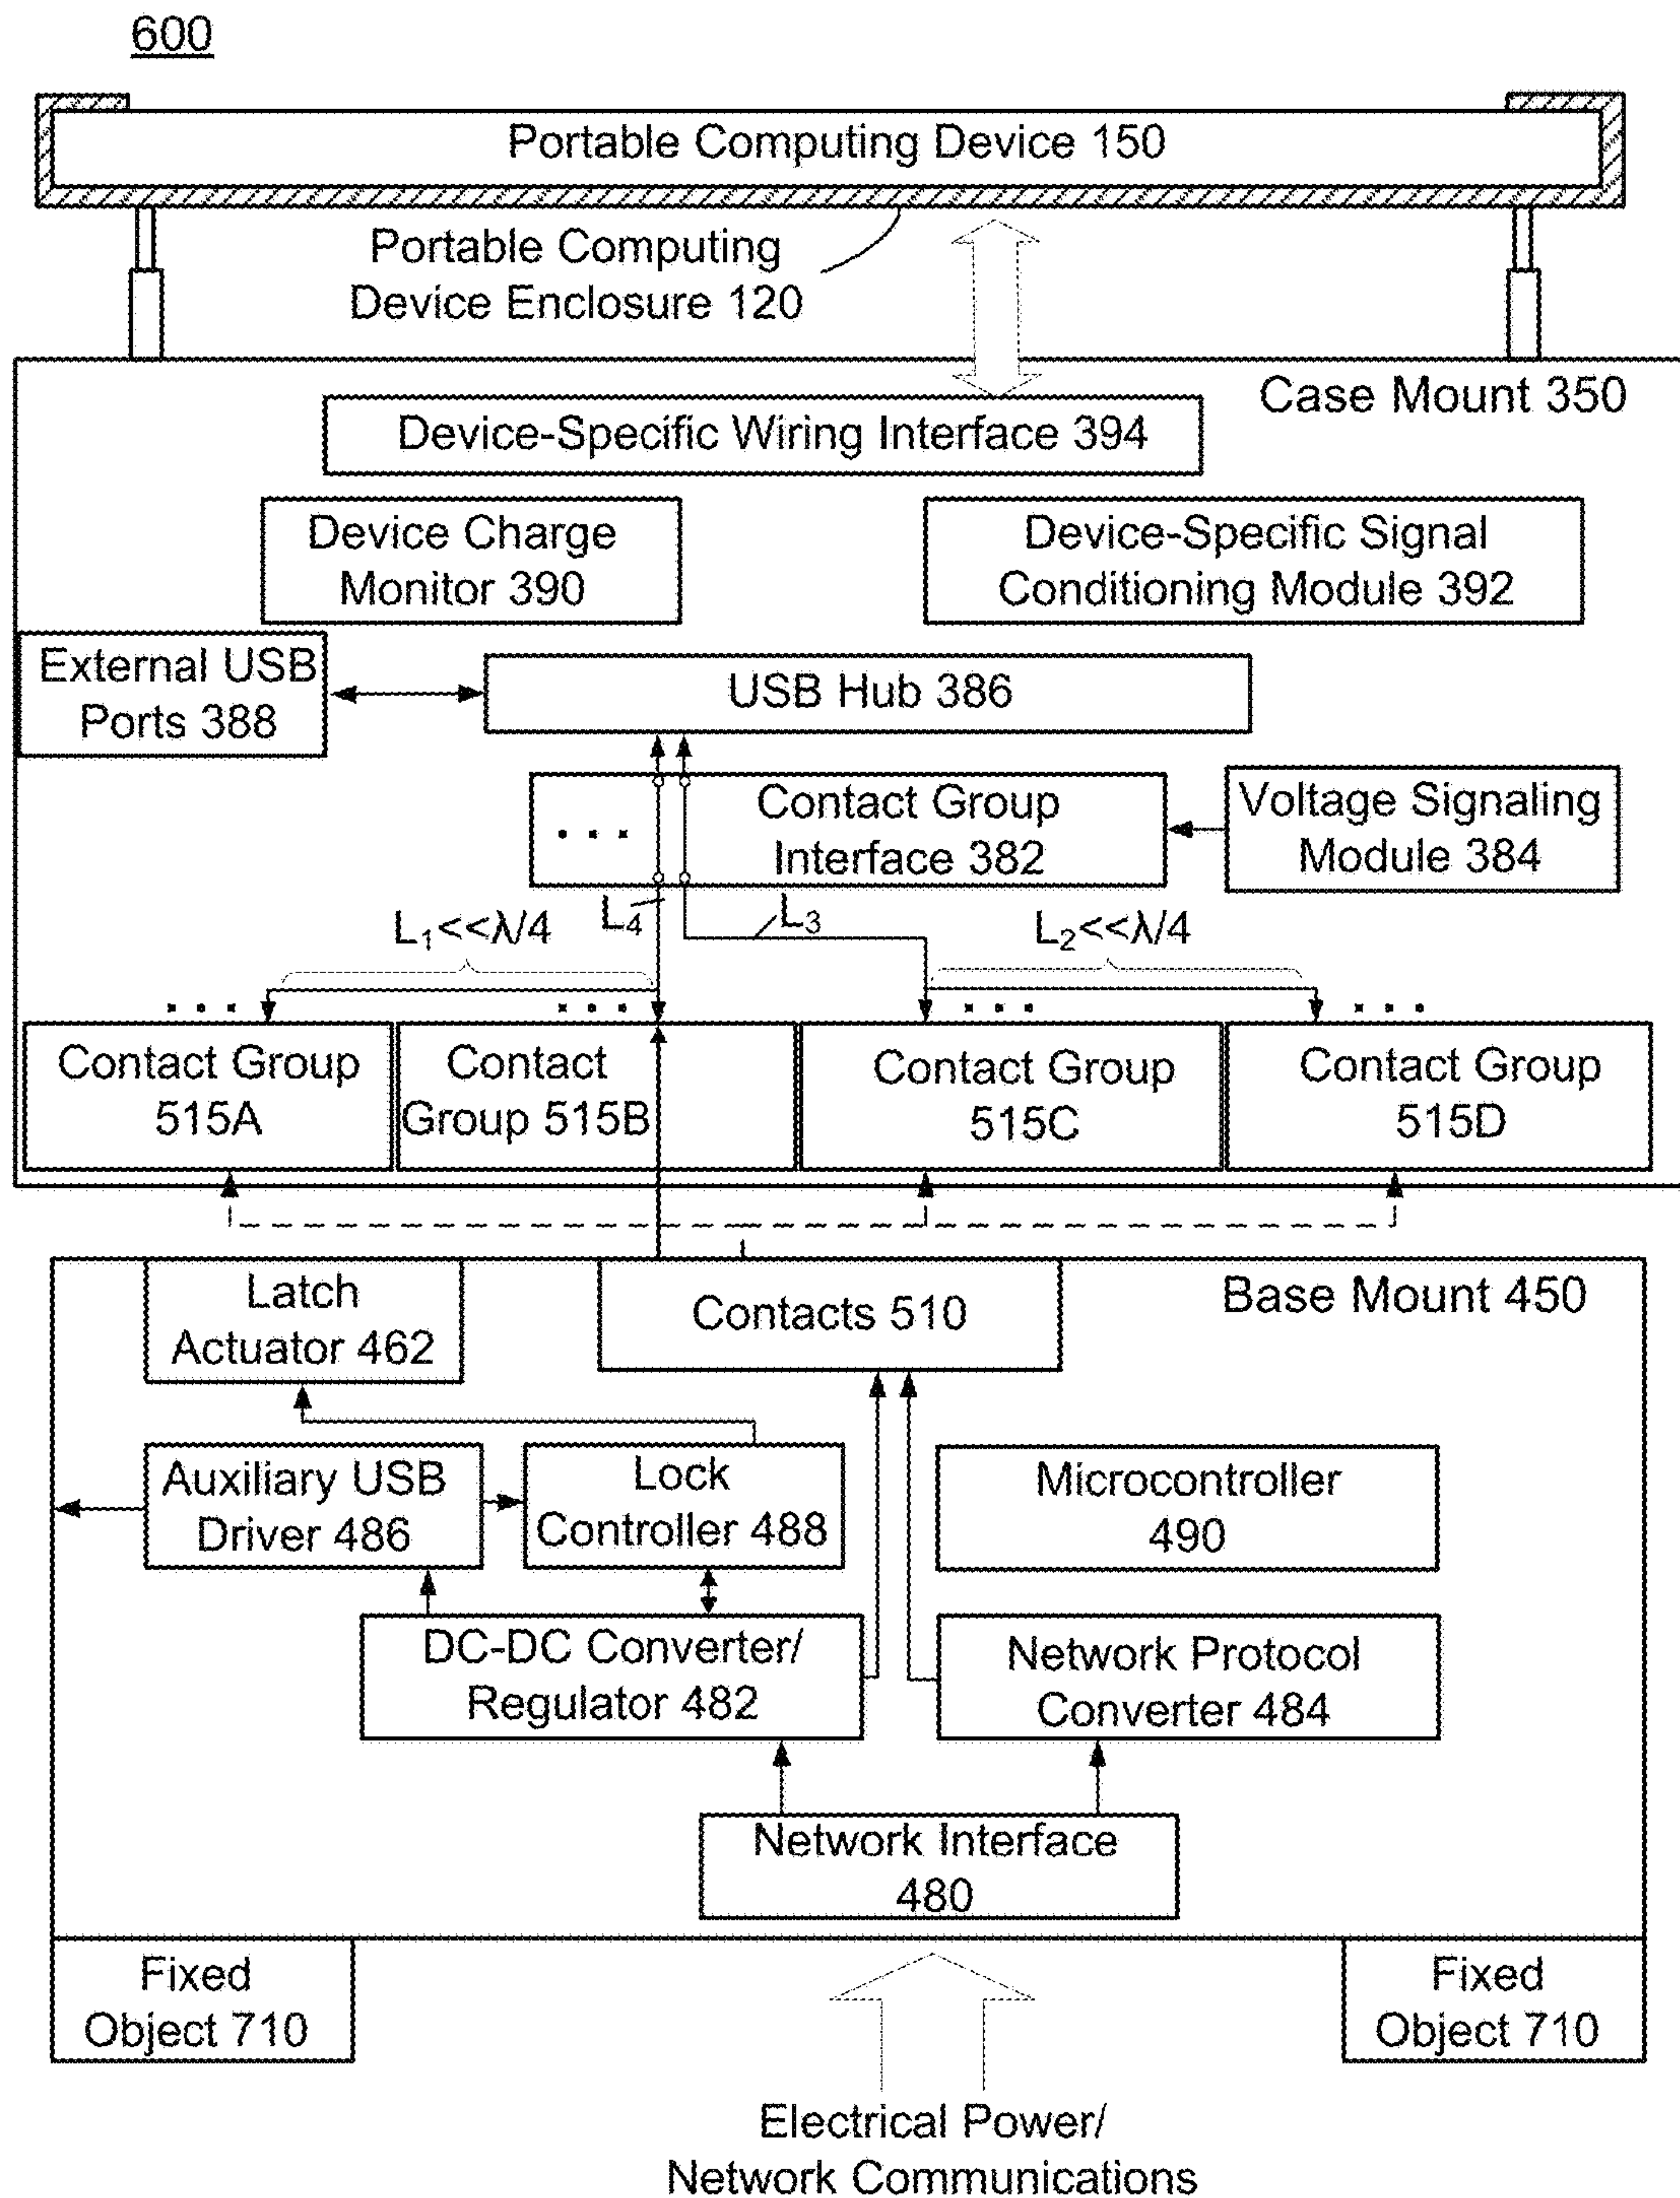 600
Portable Computing Device 150
Portable Computing
Device Enclosure 120
Case Mount 350
Device-Specific Wiring Interface 394
Device Charge
Monitor 390
Device-Specific Signal
Conditioning Module 392
External USB
Ports 388
USB Hub 386
Contact Group
Interface 382
Voltage Signaling
Module 384
L₁<<λ/4
L₄
L₃
L₂<<λ/4
Contact Group
515A
Contact
Group 515B
Contact Group
515C
Contact Group
515D
Latch
Actuator 462
Contacts 510
Base Mount 450
Auxiliary USB
Driver 486
Lock
Controller 488
Microcontroller
490
DC-DC Converter/
Regulator 482
Network Protocol
Converter 484
Network Interface
480
Fixed
Object 710
Fixed
Object 710
Electrical Power/
Network Communications